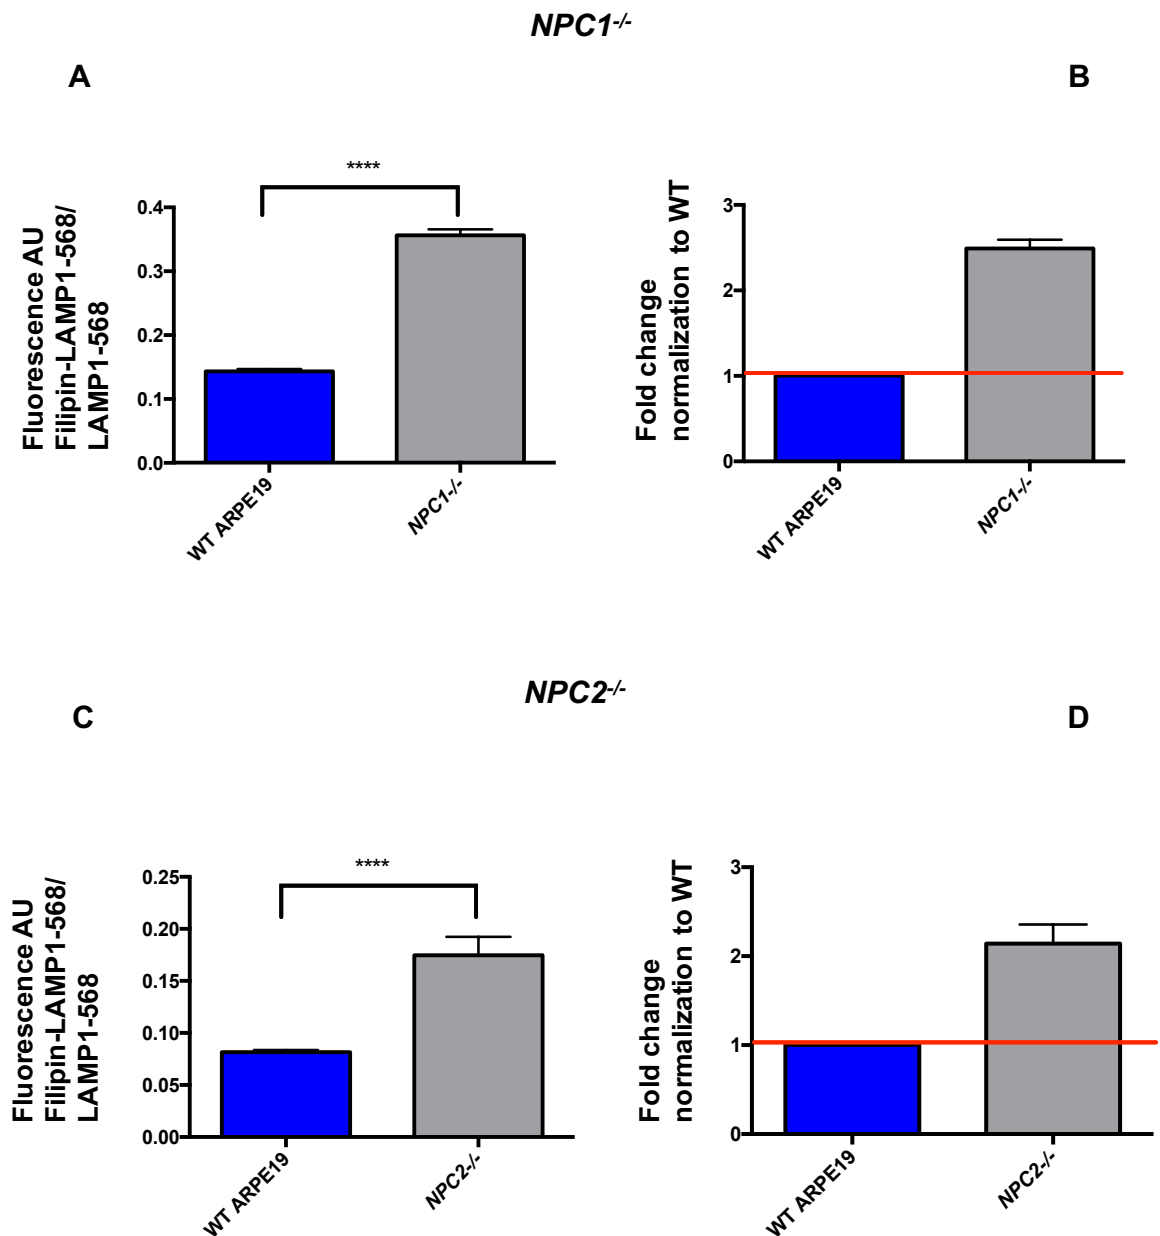 NPC1-/-
A
B
****
Fluorescence AU
Filipin-LAMP1-568/
LAMP1-568
0.4
0.3
0.2
0.1
0.0
WT ARPE19
NPC1-/-
Fold change
normalization to WT
3
2
1
0
WT ARPE19
NPC1-/-
NPC2-/-
C
D
****
Fluorescence AU
Filipin-LAMP1-568/
LAMP1-568
0.25
0.20
0.15
0.10
0.05
0.00
WT ARPE19
NPC2-/-
Fold change
normalization to WT
3
2
1
0
WT ARPE19
NPC2-/-